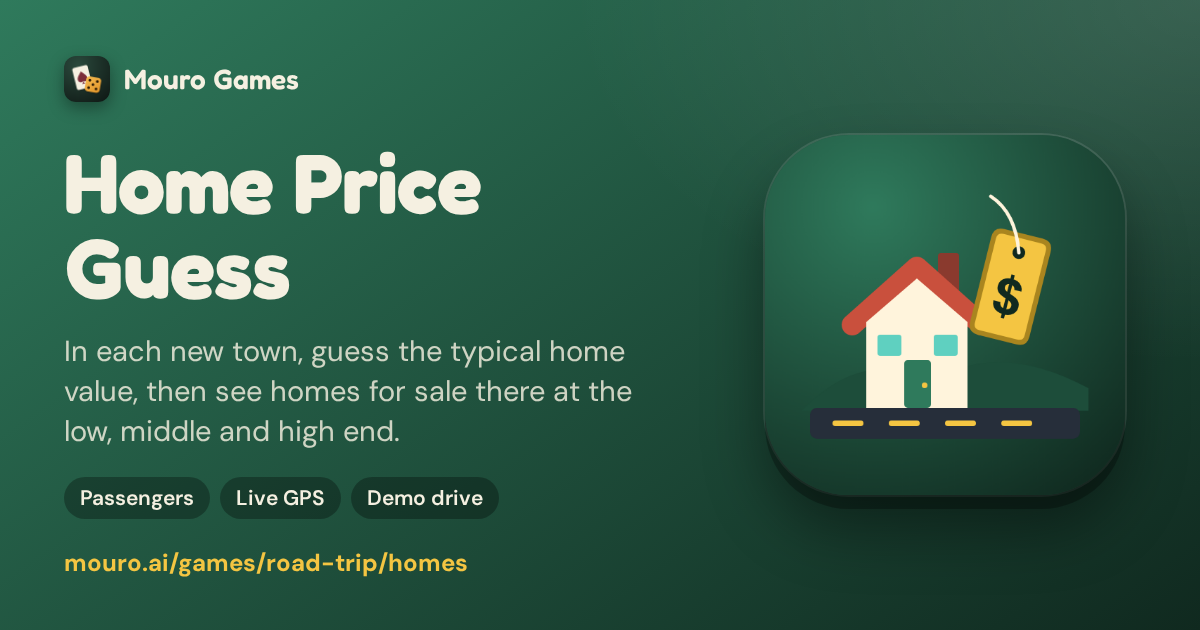 Mouro Games
Home Price
Guess
In each new town, guess the typical home
value, then see homes for sale there at the
low, middle and high end.
Passengers Live GPS Demo drive
mouro.ai/games/road-trip/homes
$